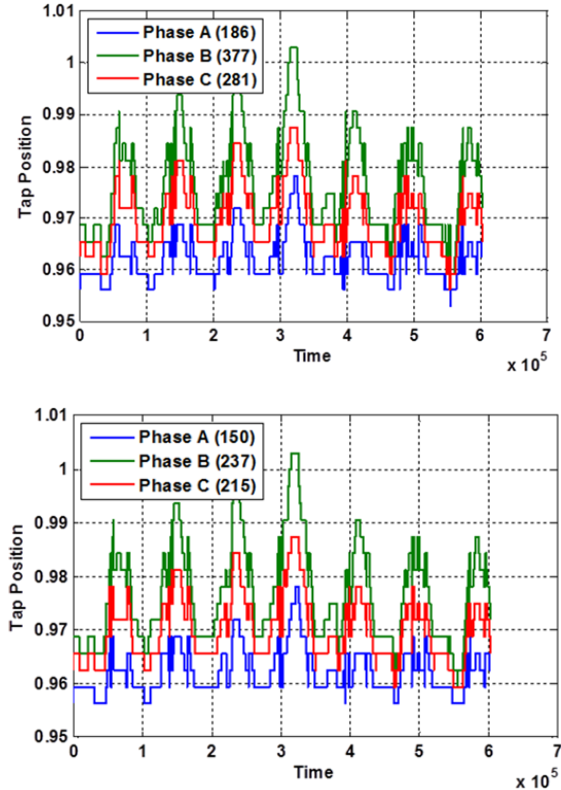 1.01
1
0.99
0.98
0.97
0.96
0.95
Tap Position
Phase A (186)
Phase B (377)
Phase C (281)
0 1 2 3 4 5 6 7
Time
x 10^5
1.01
1
0.99
0.98
0.97
0.96
0.95
Tap Position
Phase A (150)
Phase B (237)
Phase C (215)
0 1 2 3 4 5 6 7
Time
x 10^5